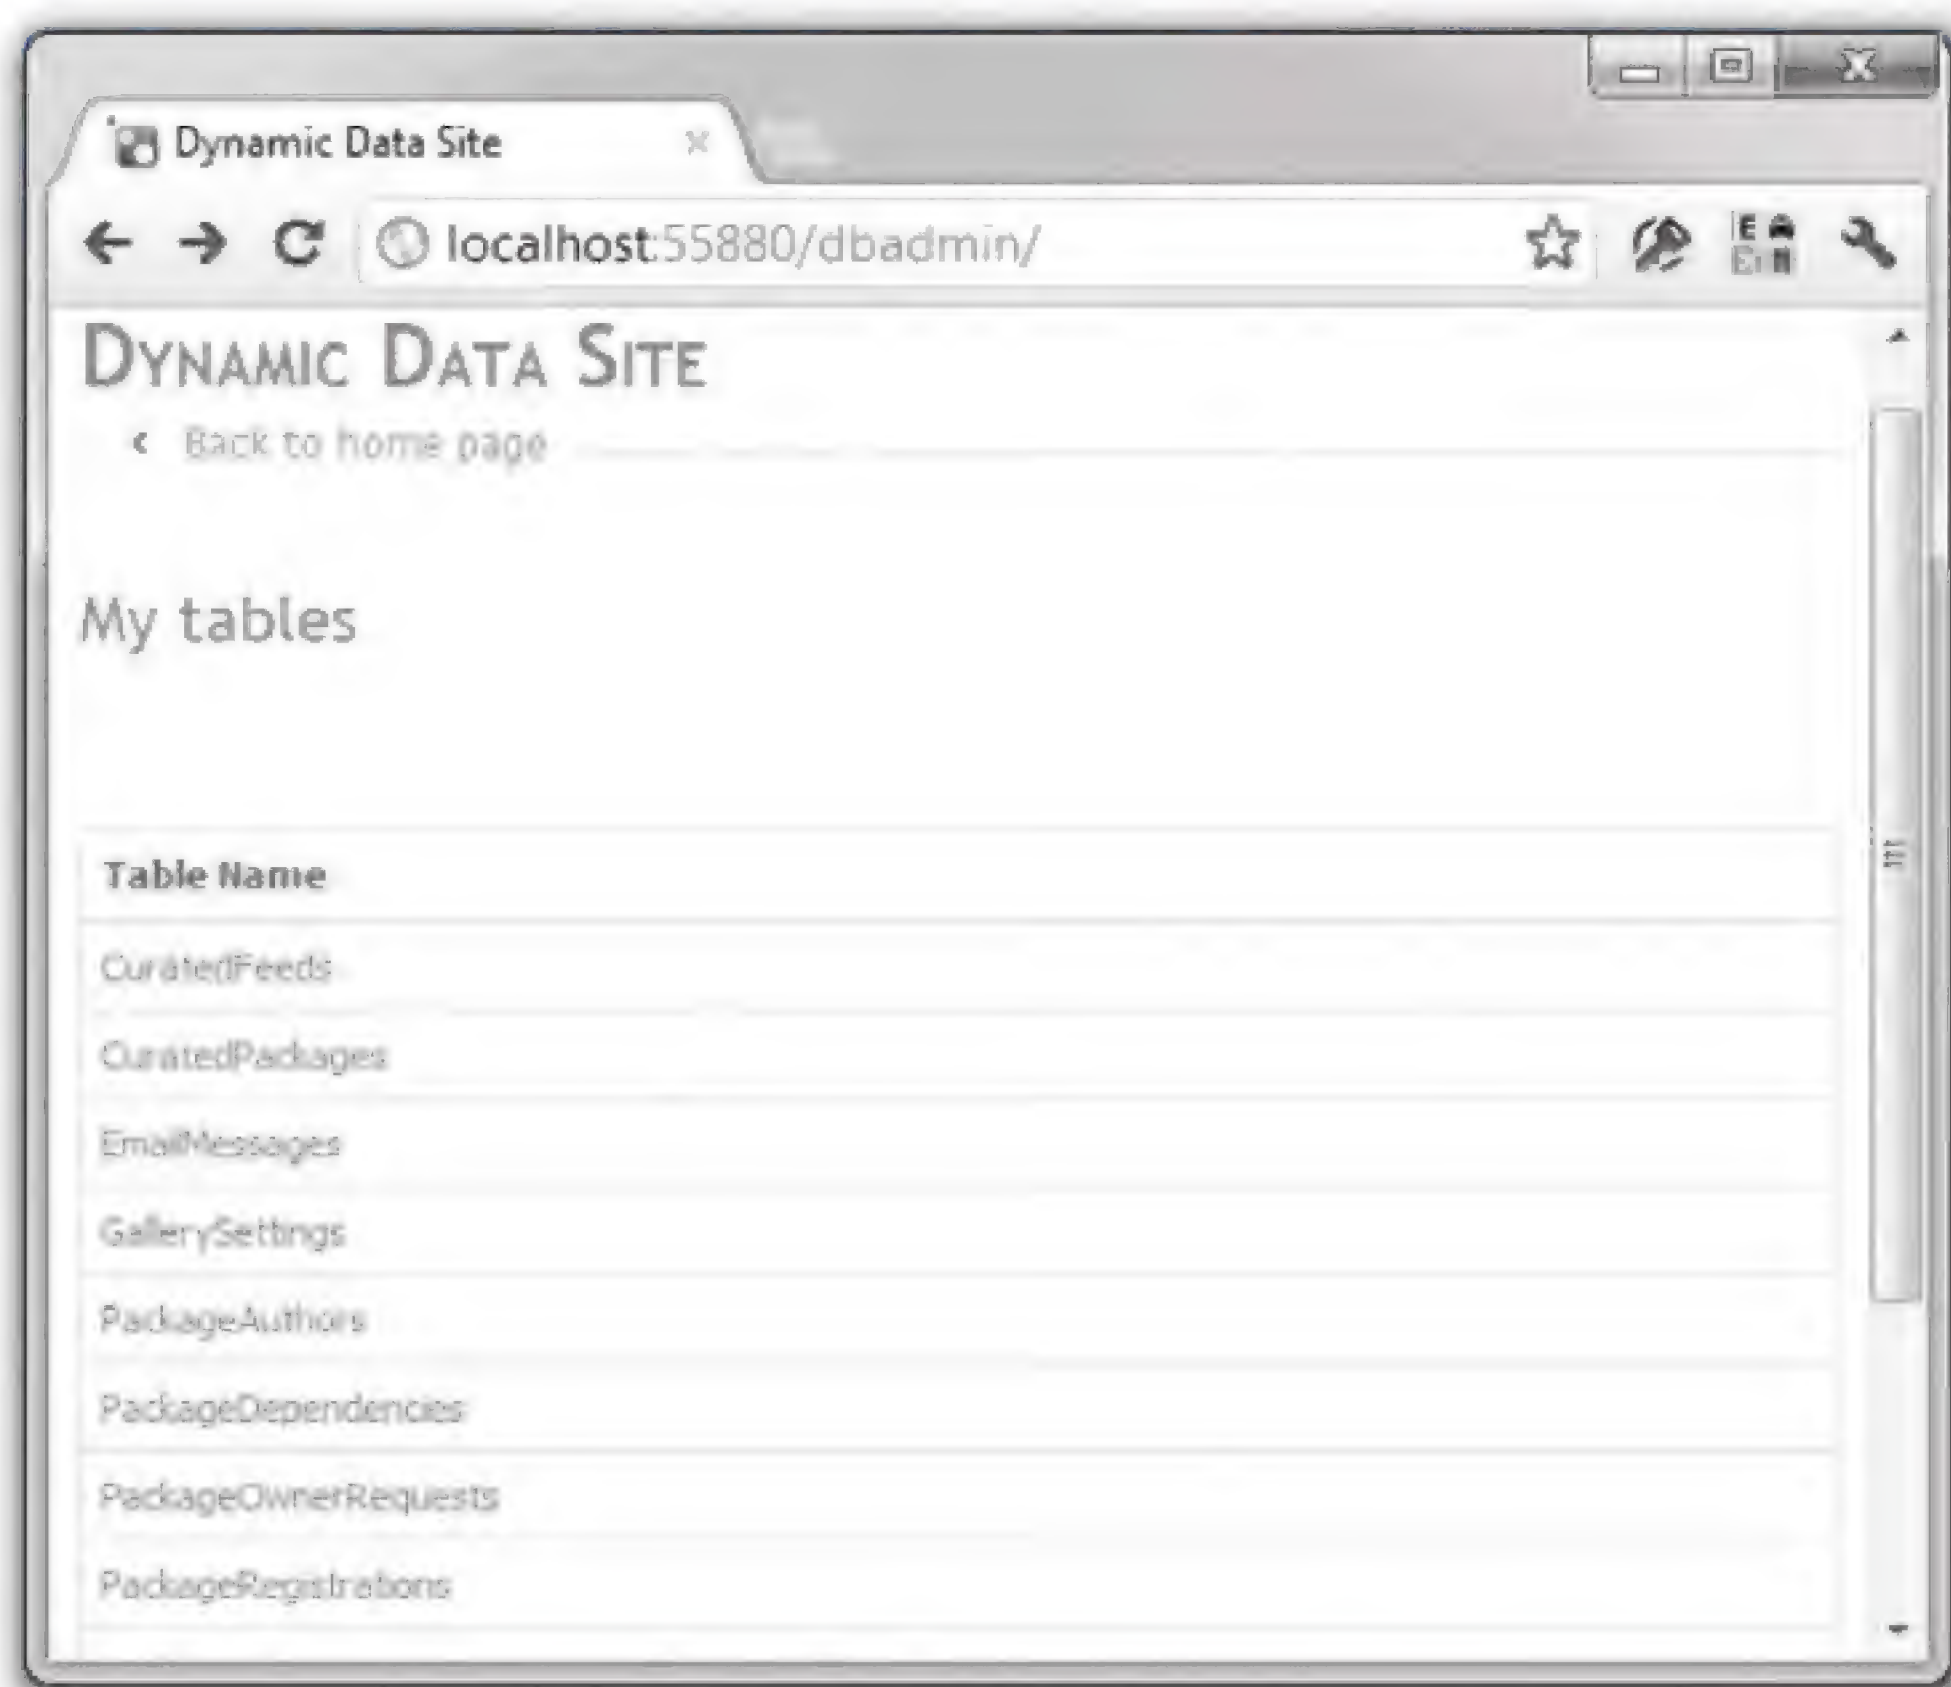 Dynamic Data Site
localhost:55880/dbadmin/
DYNAMIC DATA SITE
‹ Back to home page
My tables
Table Name
CuratedFeeds
CuratedPackages
EmailMessages
GallerySettings
PackageAuthors
PackageDependencies
PackageOwnerRequests
PackageRegistrations